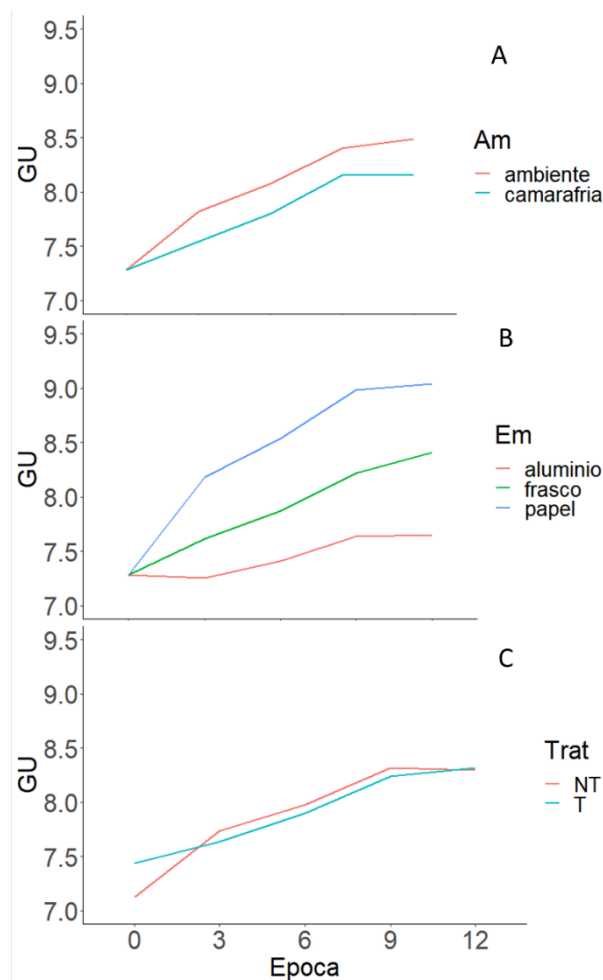 A
9.5
9.0
8.5
8.0
7.5
7.0
GU
Am
ambiente
camarafria
B
9.5
9.0
8.5
8.0
7.5
7.0
GU
Em
aluminio
frasco
papel
C
9.5
9.0
8.5
8.0
7.5
7.0
GU
Trat
NT
T
0 3 6 9 12
Epoca